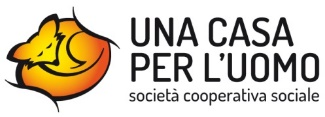 UNA CASA
PER L'UOMO
società cooperativa sociale